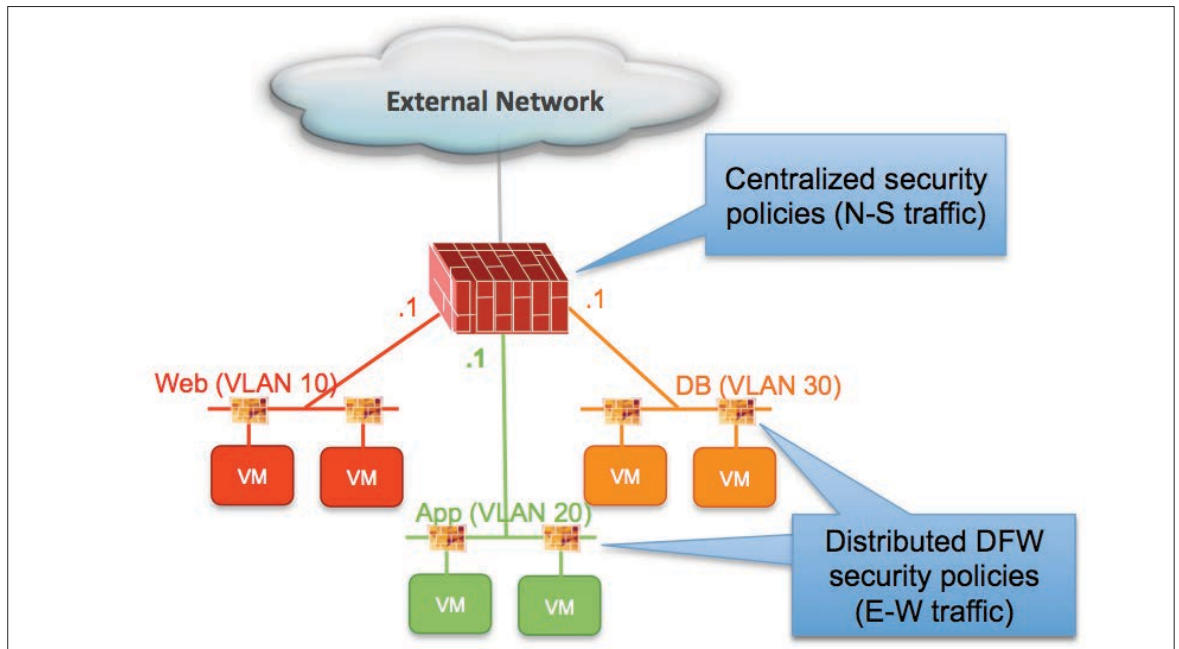 External Network
Centralized security
policies (N-S traffic)
.1
.1
.1
Web (VLAN 10)
DB (VLAN 30)
VM
VM
VM
VM
App (VLAN 20)
VM
VM
Distributed DFW
security policies
(E-W traffic)